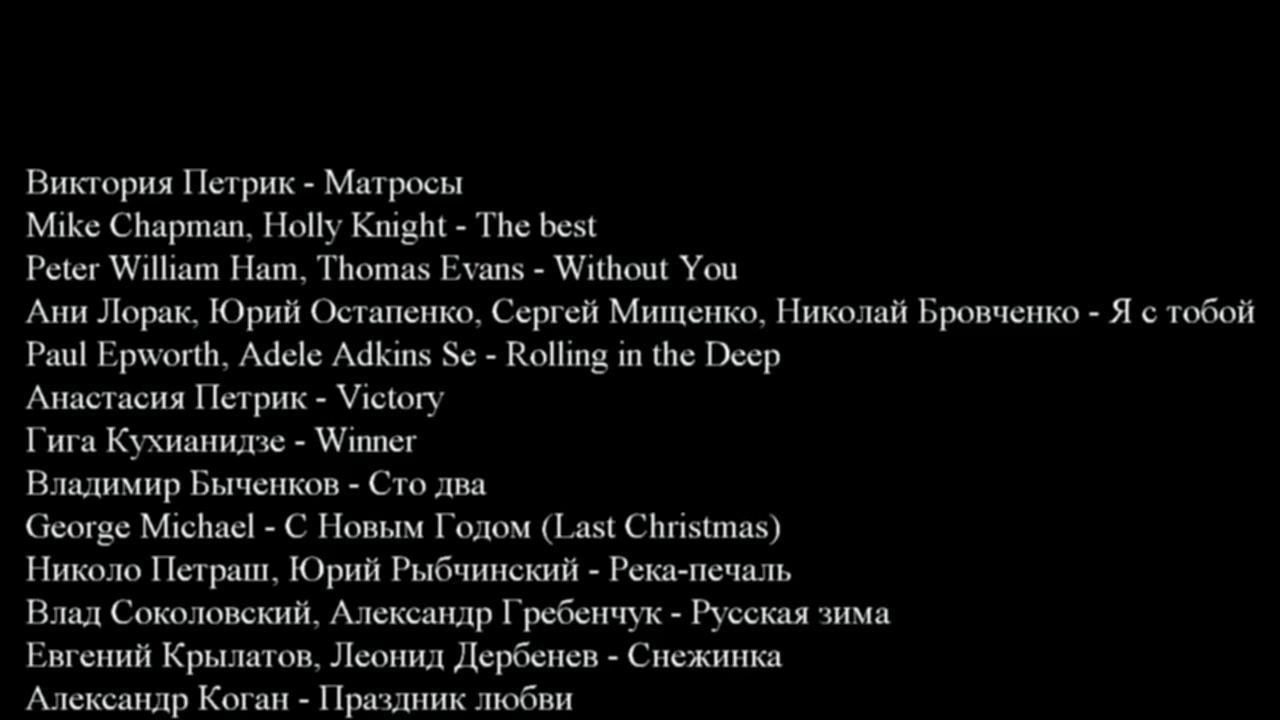 Виктория Петрик - Матросы
Mike Chapman, Holly Knight - The best
Peter William Ham, Thomas Evans - Without You
Ани Лорак, Юрий Остапенко, Сергей Мищенко, Николай Бровченко - Я с тобой
Paul Epworth, Adele Adkins Se - Rolling in the Deep
Анастасия Петрик - Victory
Гига Кухианидзе - Winner
Владимир Быченков - Сто два
George Michael - С Новым Годом (Last Christmas)
Николо Петраш, Юрий Рыбчинский - Река-печаль
Влад Соколовский, Александр Гребенчук - Русская зима
Евгений Крылатов, Леонид Дербенев - Снежинка
Александр Коган - Праздник любви